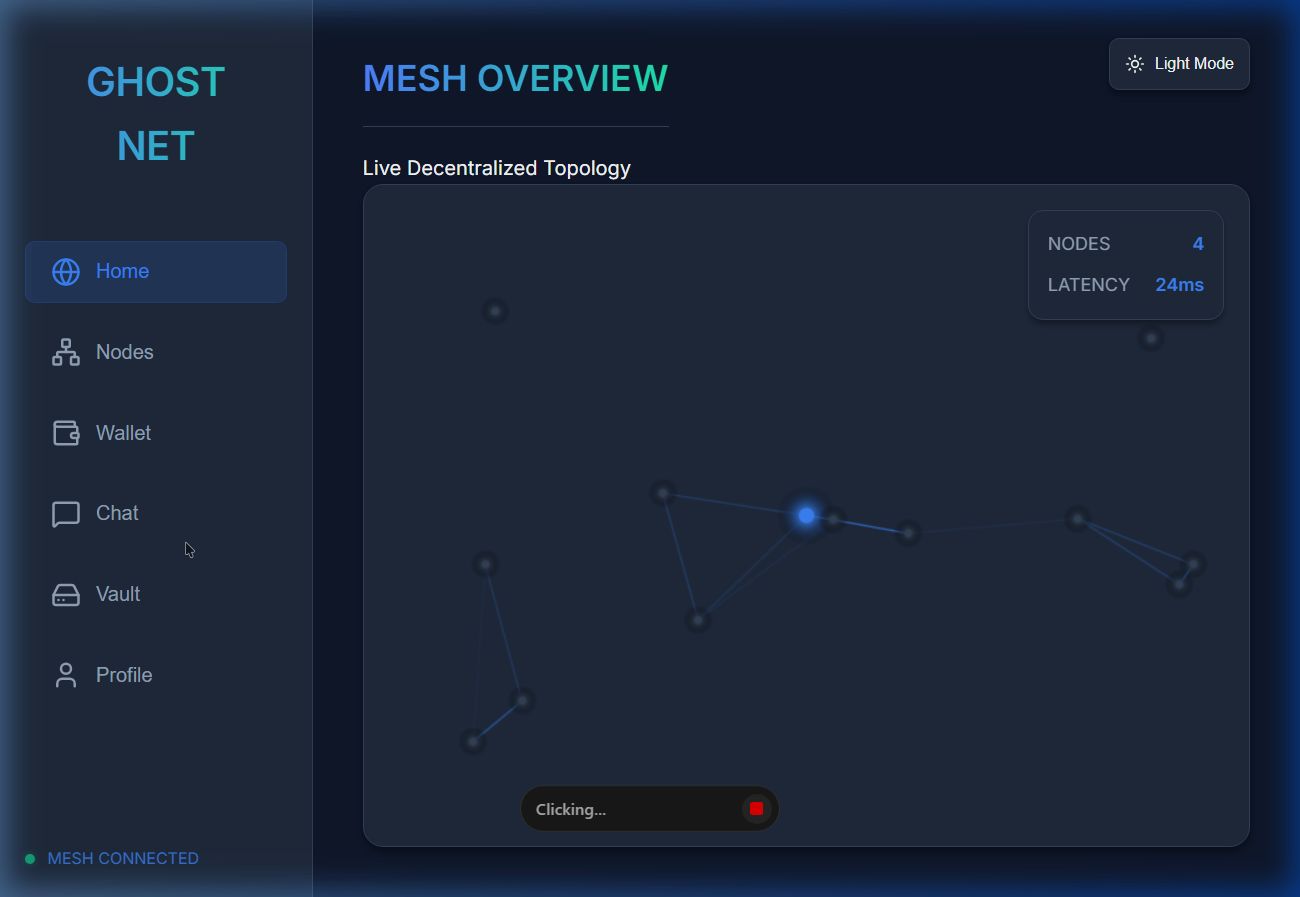 GHOST
NET
Home
Nodes
Wallet
Chat
Vault
Profile
MESH CONNECTED
MESH OVERVIEW
Light Mode
Live Decentralized Topology
NODES 4
LATENCY 24ms
Clicking...